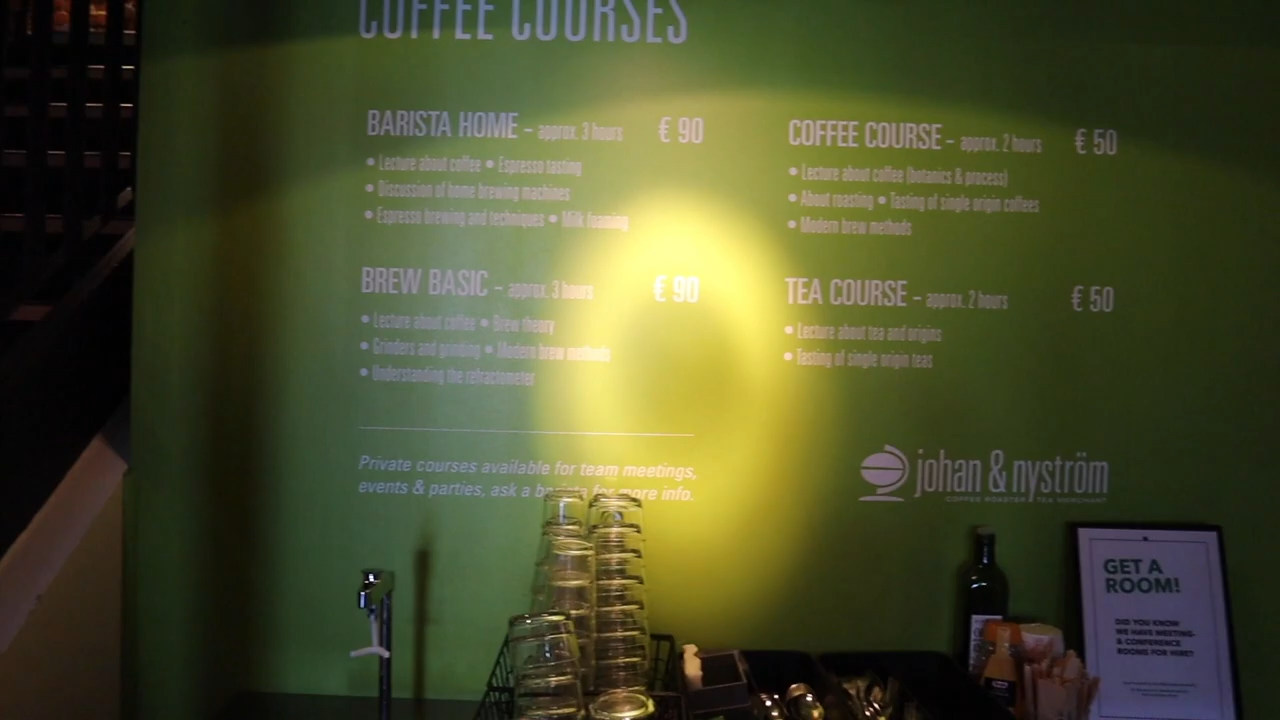 COFFEE COURSES
BARISTA HOME - approx. 3 hours € 90
• Lecture about coffee • Espresso tasting
• Discussion of home brewing machines
• Espresso brewing and techniques • Milk foaming
BREW BASIC - approx. 3 hours € 90
• Lecture about coffee • Brew theory
• Grinders and grinding • Modern brew methods
• Understanding the refractometer
Private courses available for team meetings,
events & parties, ask a barista for more info.
COFFEE COURSE - approx. 2 hours € 50
• Lecture about coffee (botanics & process)
• About roasting • Tasting of single origin coffees
• Modern brew methods
TEA COURSE - approx. 2 hours € 50
• Lecture about tea and origins
• Tasting of single origin teas
johan & nyström
COFFEE ROASTER TEA MERCHANT
GET A
ROOM!
DID YOU KNOW
WE HAVE MEETING-
& CONFERENCE
ROOMS FOR HIRE?